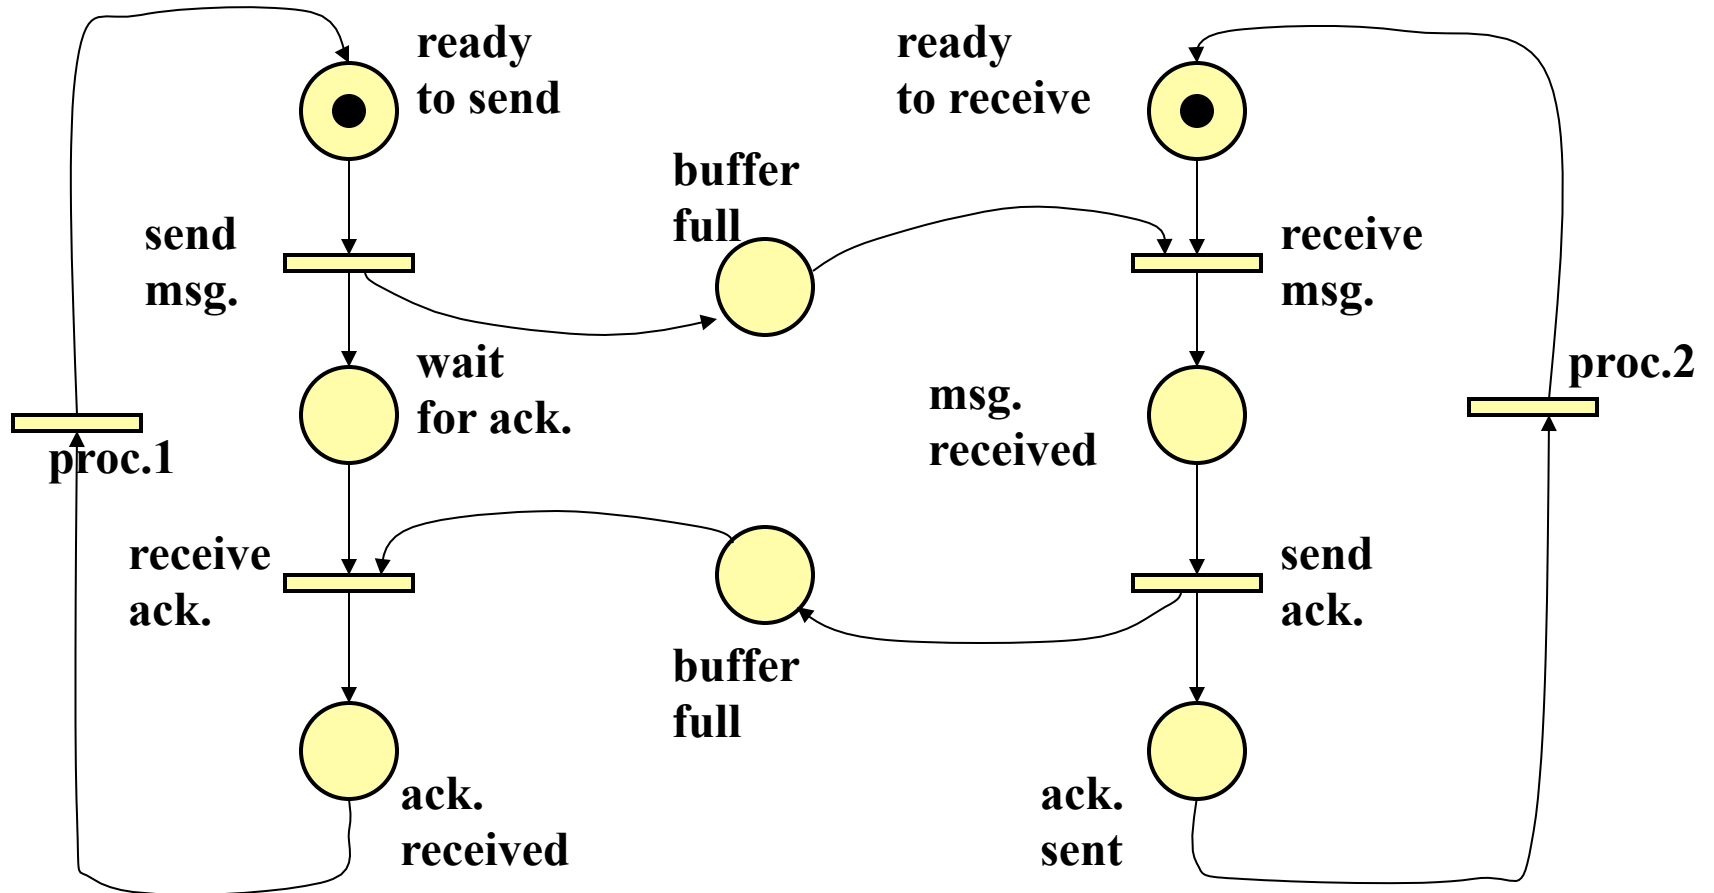 ready
to send
ready
to receive
buffer
full
send
msg.
receive
msg.
wait
for ack.
proc.2
msg.
received
proc.1
receive
ack.
send
ack.
buffer
full
ack.
received
ack.
sent